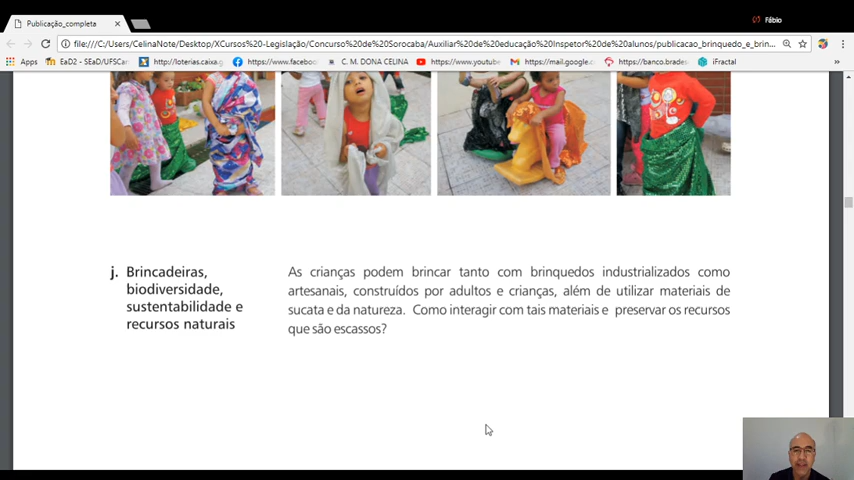 Fábio
Publicação_completa
file:///C:/Users/CelinaNote/Desktop/XCursos%20-Legislação/Concurso%20de%20Sorocaba/Auxiliar%20de%20educação%20Inspetor%20de%20alunos/publicacao_brinquedo_e_brin...
Apps EaD2 - SEaD/UFSCar http://loterias.caixa.g https://www.facebook C. M. DONA CELINA https://www.youtube https://mail.google.c https://banco.brades iFractal »
j. Brincadeiras,
biodiversidade,
sustentabilidade e
recursos naturais
As crianças podem brincar tanto com brinquedos industrializados como
artesanais, construídos por adultos e crianças, além de utilizar materiais de
sucata e da natureza. Como interagir com tais materiais e preservar os recursos
que são escassos?